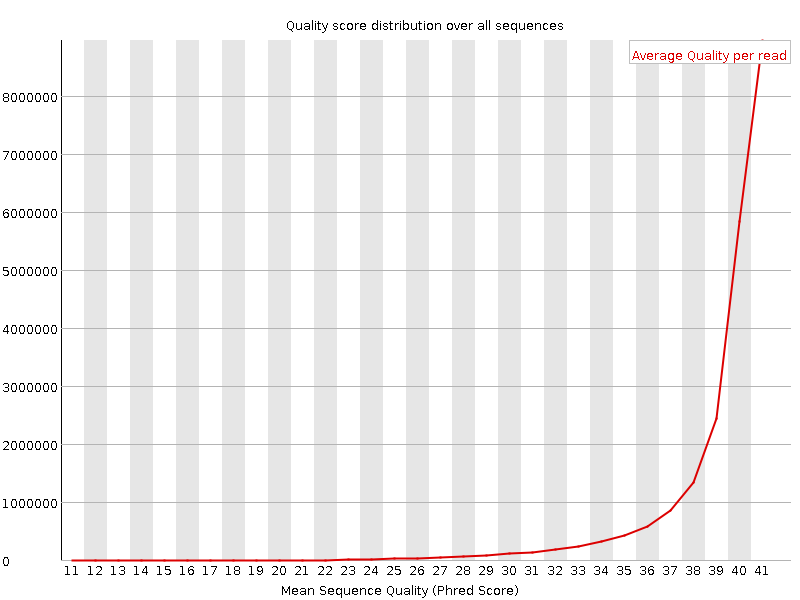 Quality score distribution over all sequences
Average Quality per read
8000000
7000000
6000000
5000000
4000000
3000000
2000000
1000000
0
11 12 13 14 15 16 17 18 19 20 21 22 23 24 25 26 27 28 29 30 31 32 33 34 35 36 37 38 39 40 41
Mean Sequence Quality (Phred Score)